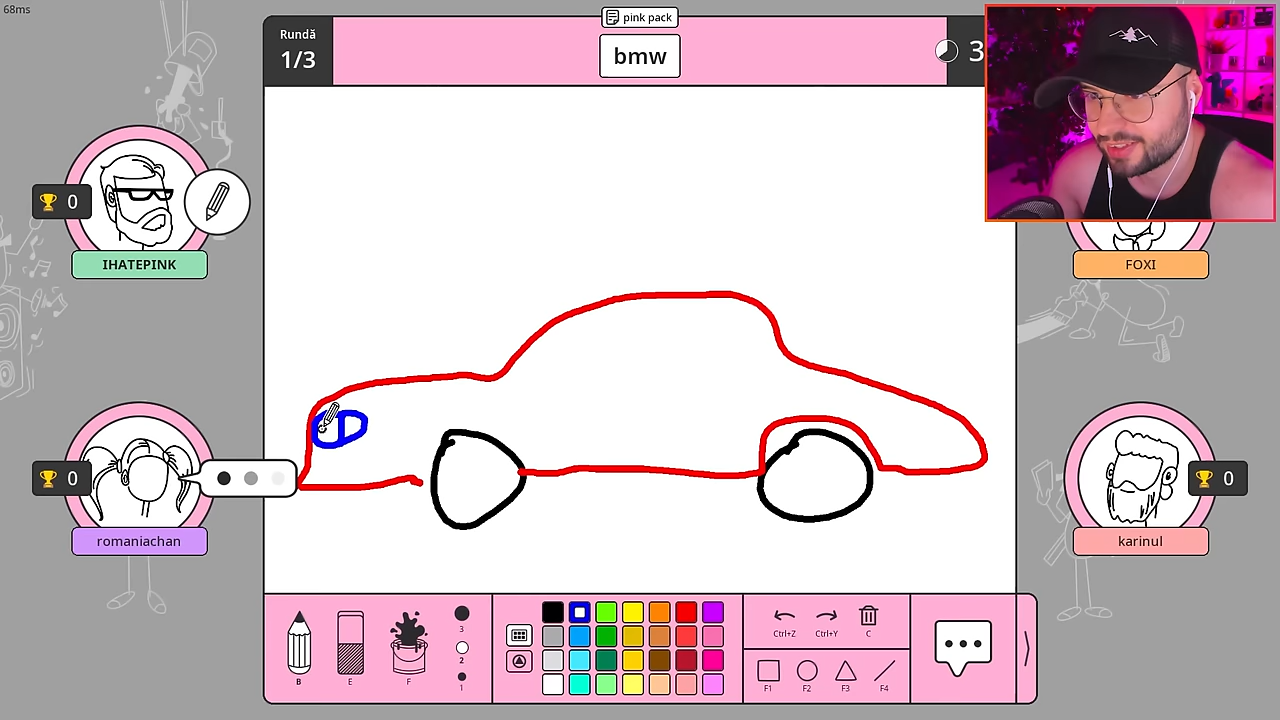 68ms
pink pack
Rundă
1/3
bmw
3
0
IHATEPINK
FOXI
0
romaniachan
0
karinul
3
2
1
B
E
F
Ctrl+Z
Ctrl+Y
C
F1
F2
F3
F4